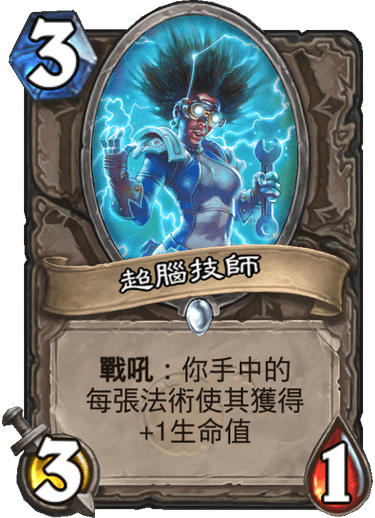 3
超腦技師
戰吼：你手中的
每張法術使其獲得
+1生命值
3
1